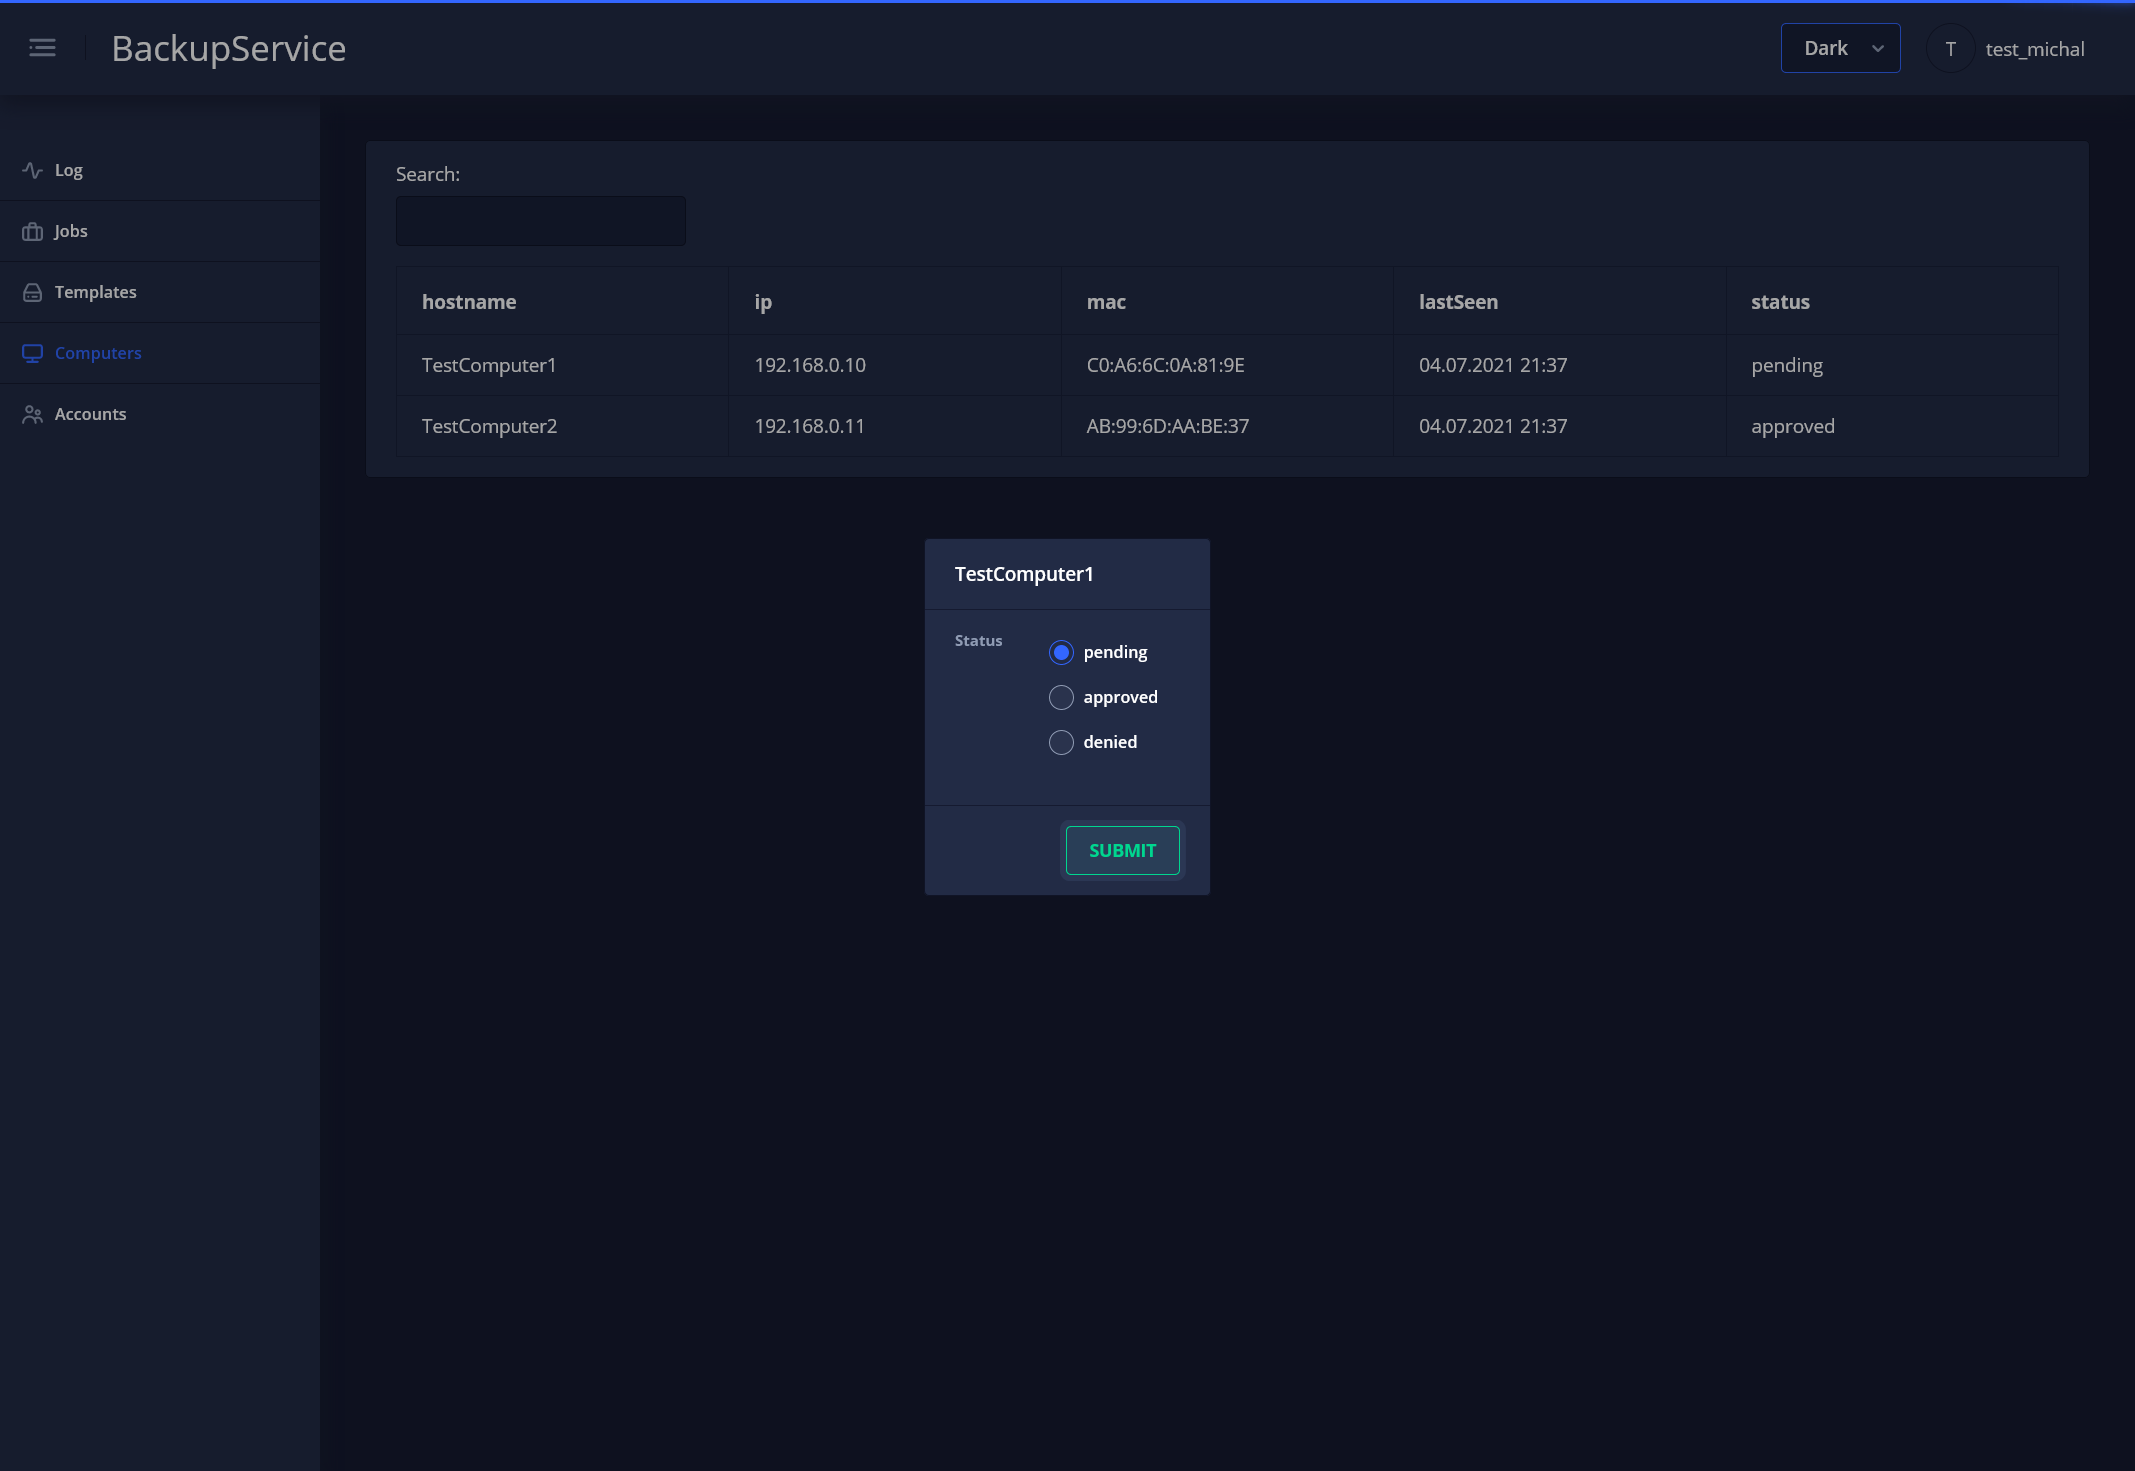 BackupService
Dark
T test_michal
Log
Jobs
Templates
Computers
Accounts
Search:
hostname ip mac lastSeen status
TestComputer1 192.168.0.10 C0:A6:6C:0A:81:9E 04.07.2021 21:37 pending
TestComputer2 192.168.0.11 AB:99:6D:AA:BE:37 04.07.2021 21:37 approved
TestComputer1
Status
pending
approved
denied
SUBMIT